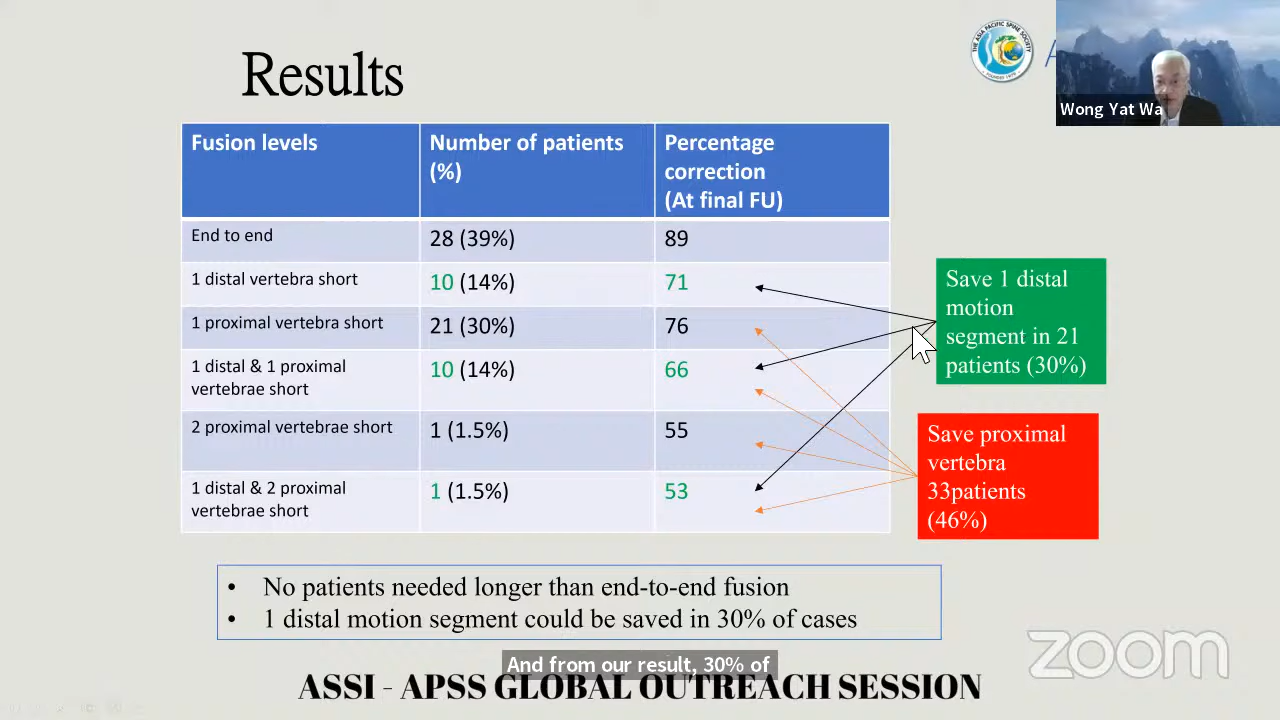 Results
THE ASIA PACIFIC SPINE SOCIETY
A
Wong Yat Wa
Fusion levels
Number of patients
(%)
Percentage
correction
(At final FU)
End to end
28 (39%)
89
1 distal vertebra short
10 (14%)
71
1 proximal vertebra short
21 (30%)
76
1 distal & 1 proximal
vertebrae short
10 (14%)
66
2 proximal vertebrae short
1 (1.5%)
55
1 distal & 2 proximal
vertebrae short
1 (1.5%)
53
Save 1 distal
motion
segment in 21
patients (30%)
Save proximal
vertebra
33patients
(46%)
• No patients needed longer than end-to-end fusion
• 1 distal motion segment could be saved in 30% of cases
And from our result, 30% of
zoom
ASSI - APSS GLOBAL OUTREACH SESSION